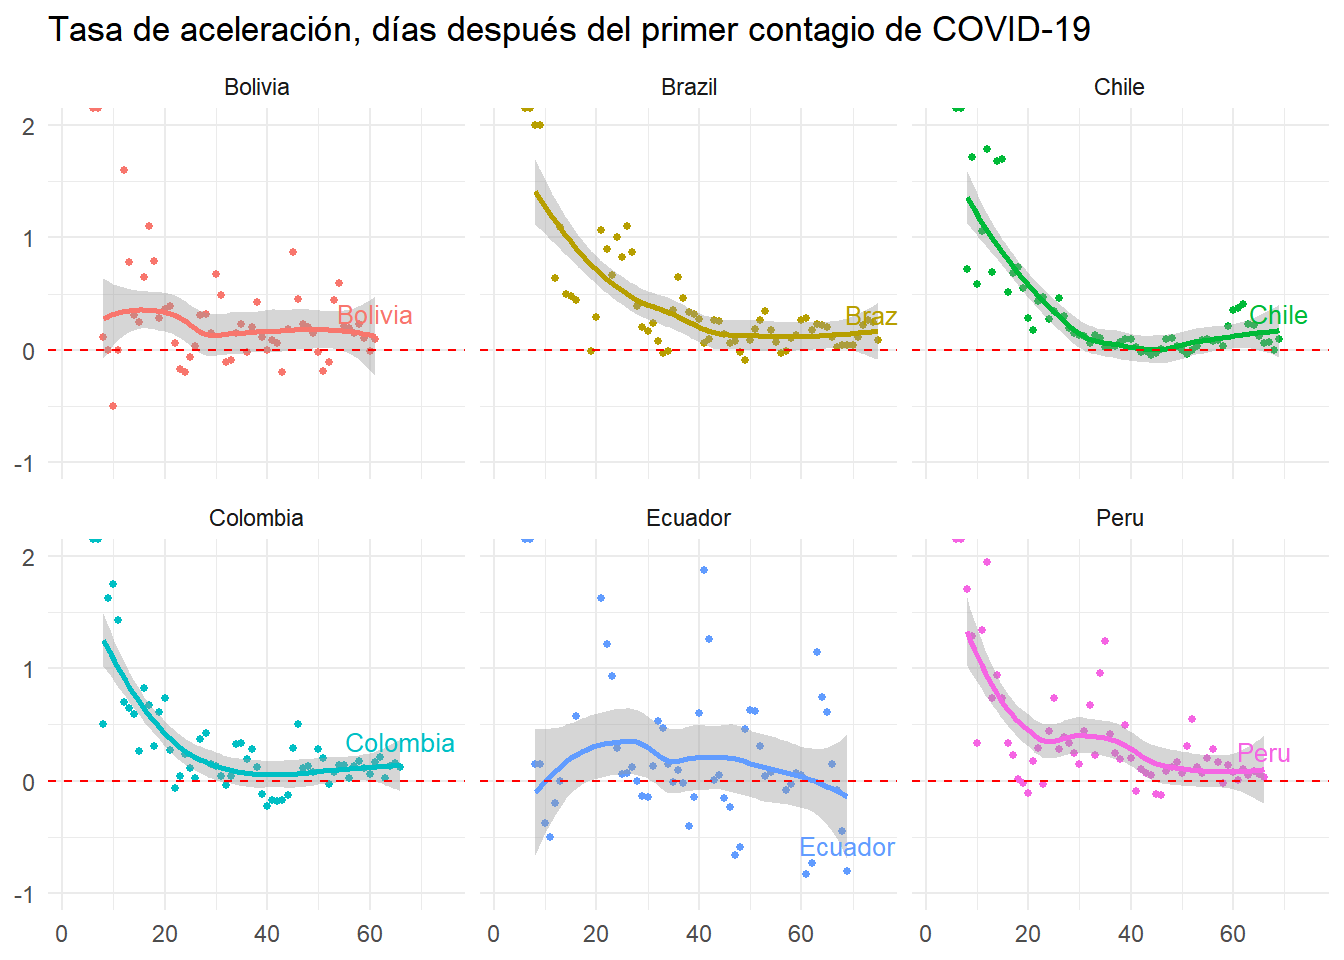 Tasa de aceleración, días después del primer contagio de COVID-19
Bolivia Brazil Chile
2
1
0
-1
Bolivia Braz Chile
Colombia Ecuador Peru
2
1
0
-1
Colombia Ecuador Peru
0 20 40 60 0 20 40 60 0 20 40 60